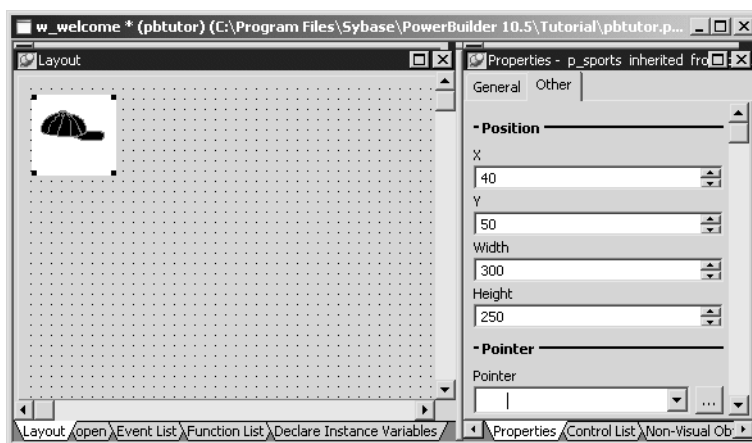 w_welcome * (pbtutor) (C:\Program Files\Sybase\PowerBuilder 10.5\Tutorial\pbtutor.p...
Layout
Properties - p_sports inherited fro
General Other
- Position
X
40
Y
50
Width
300
Height
250
- Pointer
Pointer
...
Layout open Event List Function List Declare Instance Variables
Properties Control List Non-Visual Ob